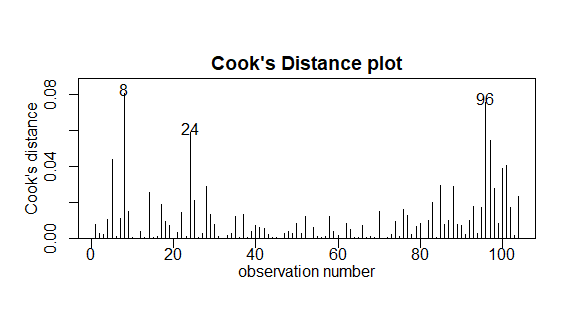 Cook's Distance plot
8
24
96
Cook's distance
0.08
0.04
0.00
0 20 40 60 80 100
observation number